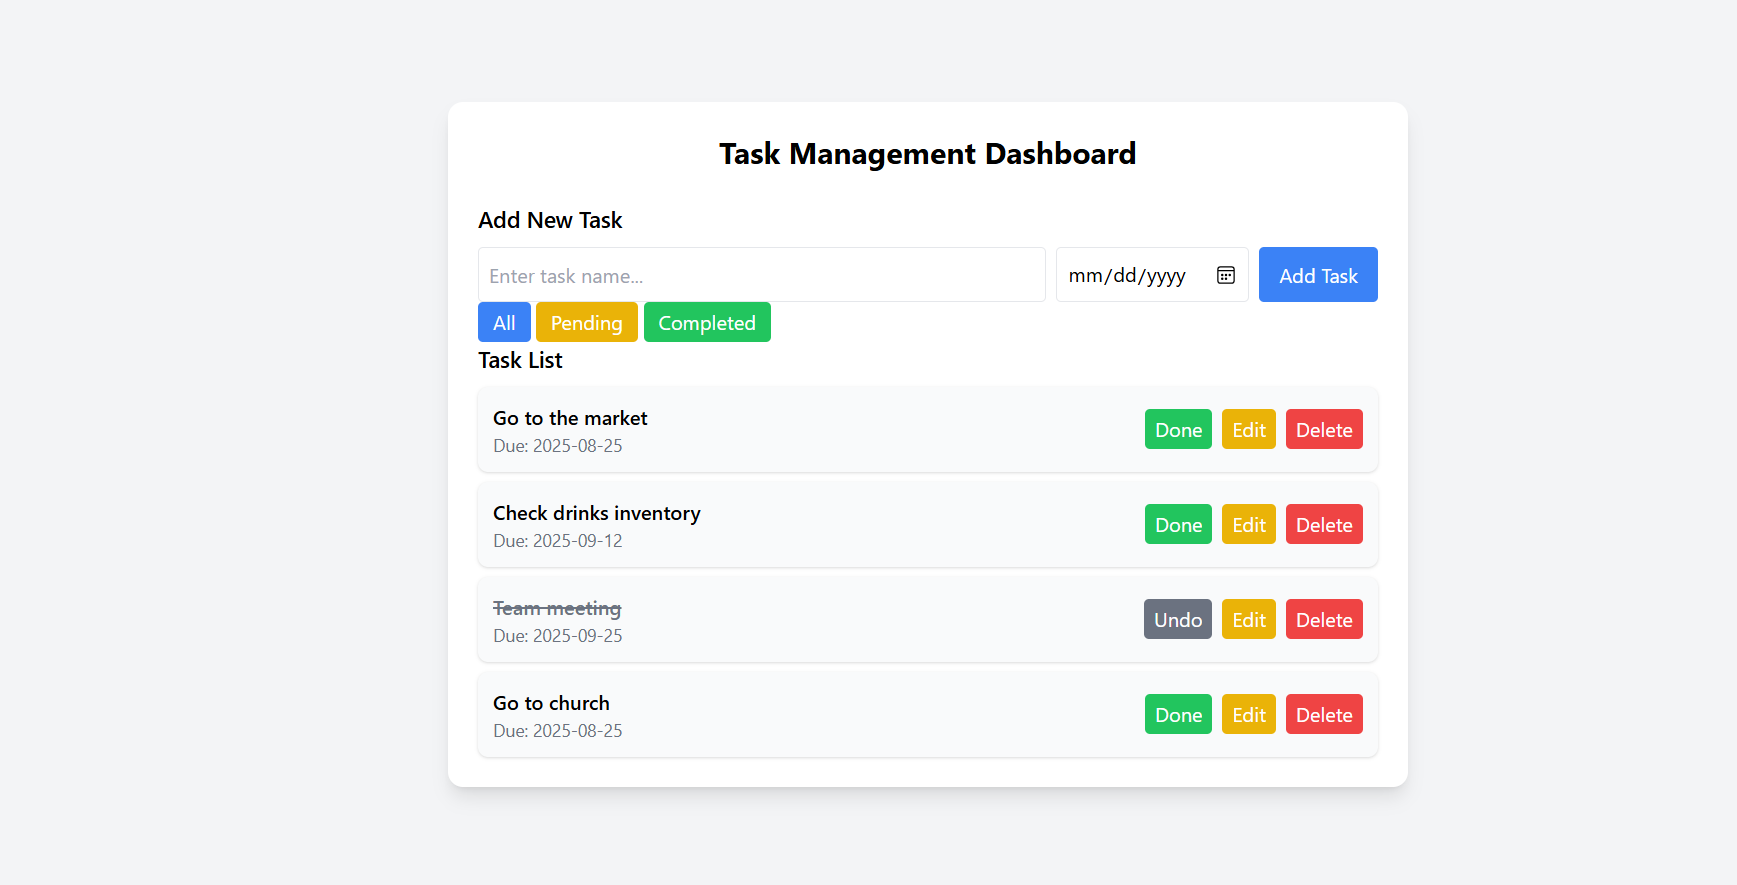 Task Management Dashboard
Add New Task
Enter task name... mm/dd/yyyy Add Task
All Pending Completed
Task List
Go to the market
Due: 2025-08-25
Done Edit Delete
Check drinks inventory
Due: 2025-09-12
Done Edit Delete
Team meeting
Due: 2025-09-25
Undo Edit Delete
Go to church
Due: 2025-08-25
Done Edit Delete